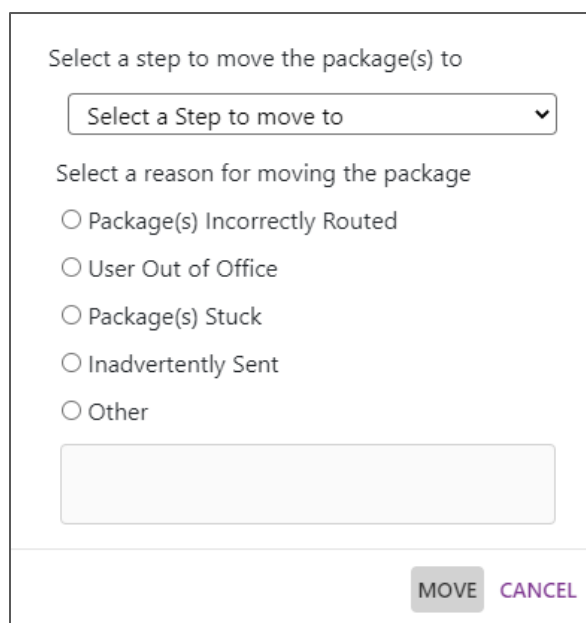 Select a step to move the package(s) to
Select a Step to move to
Select a reason for moving the package
Package(s) Incorrectly Routed
User Out of Office
Package(s) Stuck
Inadvertently Sent
Other
MOVE CANCEL